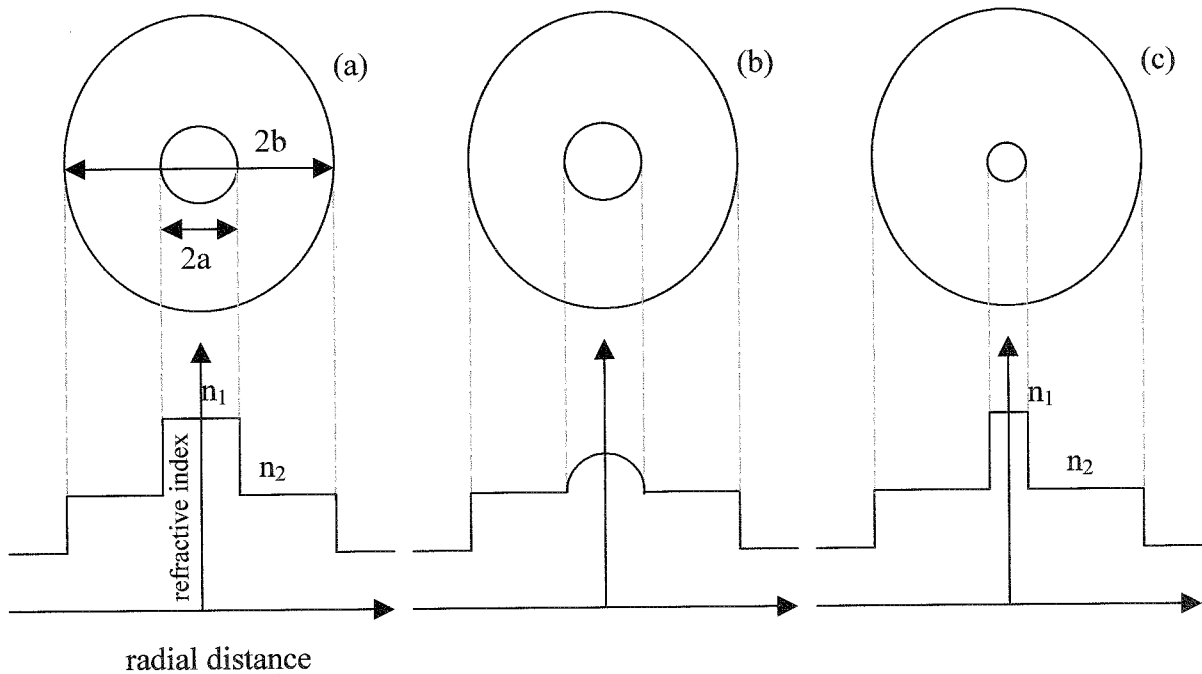 (a)
(b)
(c)
2b
2a
n₁
n₂
refractive index
n₁
n₂
radial distance